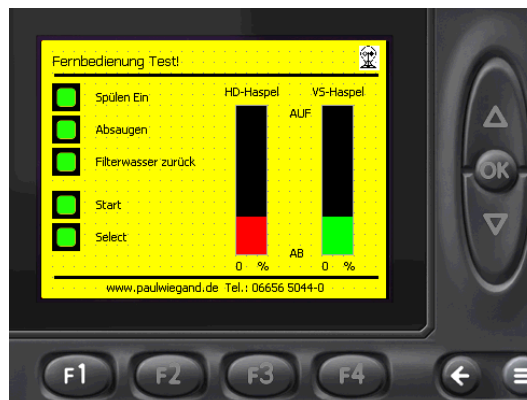 Fernbedienung Test!
HD-Haspel VS-Haspel
Spülen Ein
AUF
Absaugen
Filterwasser zurück
Start
Select
AB
0 % 0 %
www.paulwiegand.de Tel.: 06656 5044-0
OK
F1 F2 F3 F4